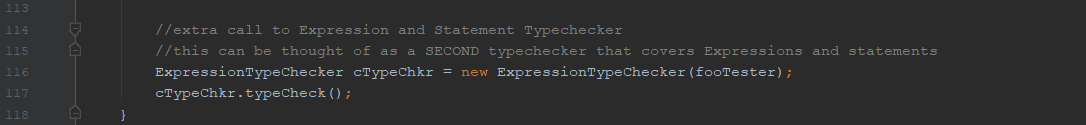 113
114 //extra call to Expression and Statement Typechecker
115 //this can be thought of as a SECOND typechecker that covers Expressions and statements
116 ExpressionTypeChecker cTypeChkr = new ExpressionTypeChecker(fooTester);
117 cTypeChkr.typeCheck();
118 }